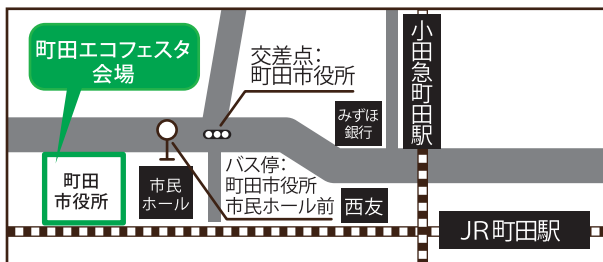 町田エコフェスタ
会場
交差点：
町田市役所
小田急町田駅
みずほ
銀行
町田
市役所
市民
ホール
バス停：
町田市役所
市民ホール前
西友
JR町田駅